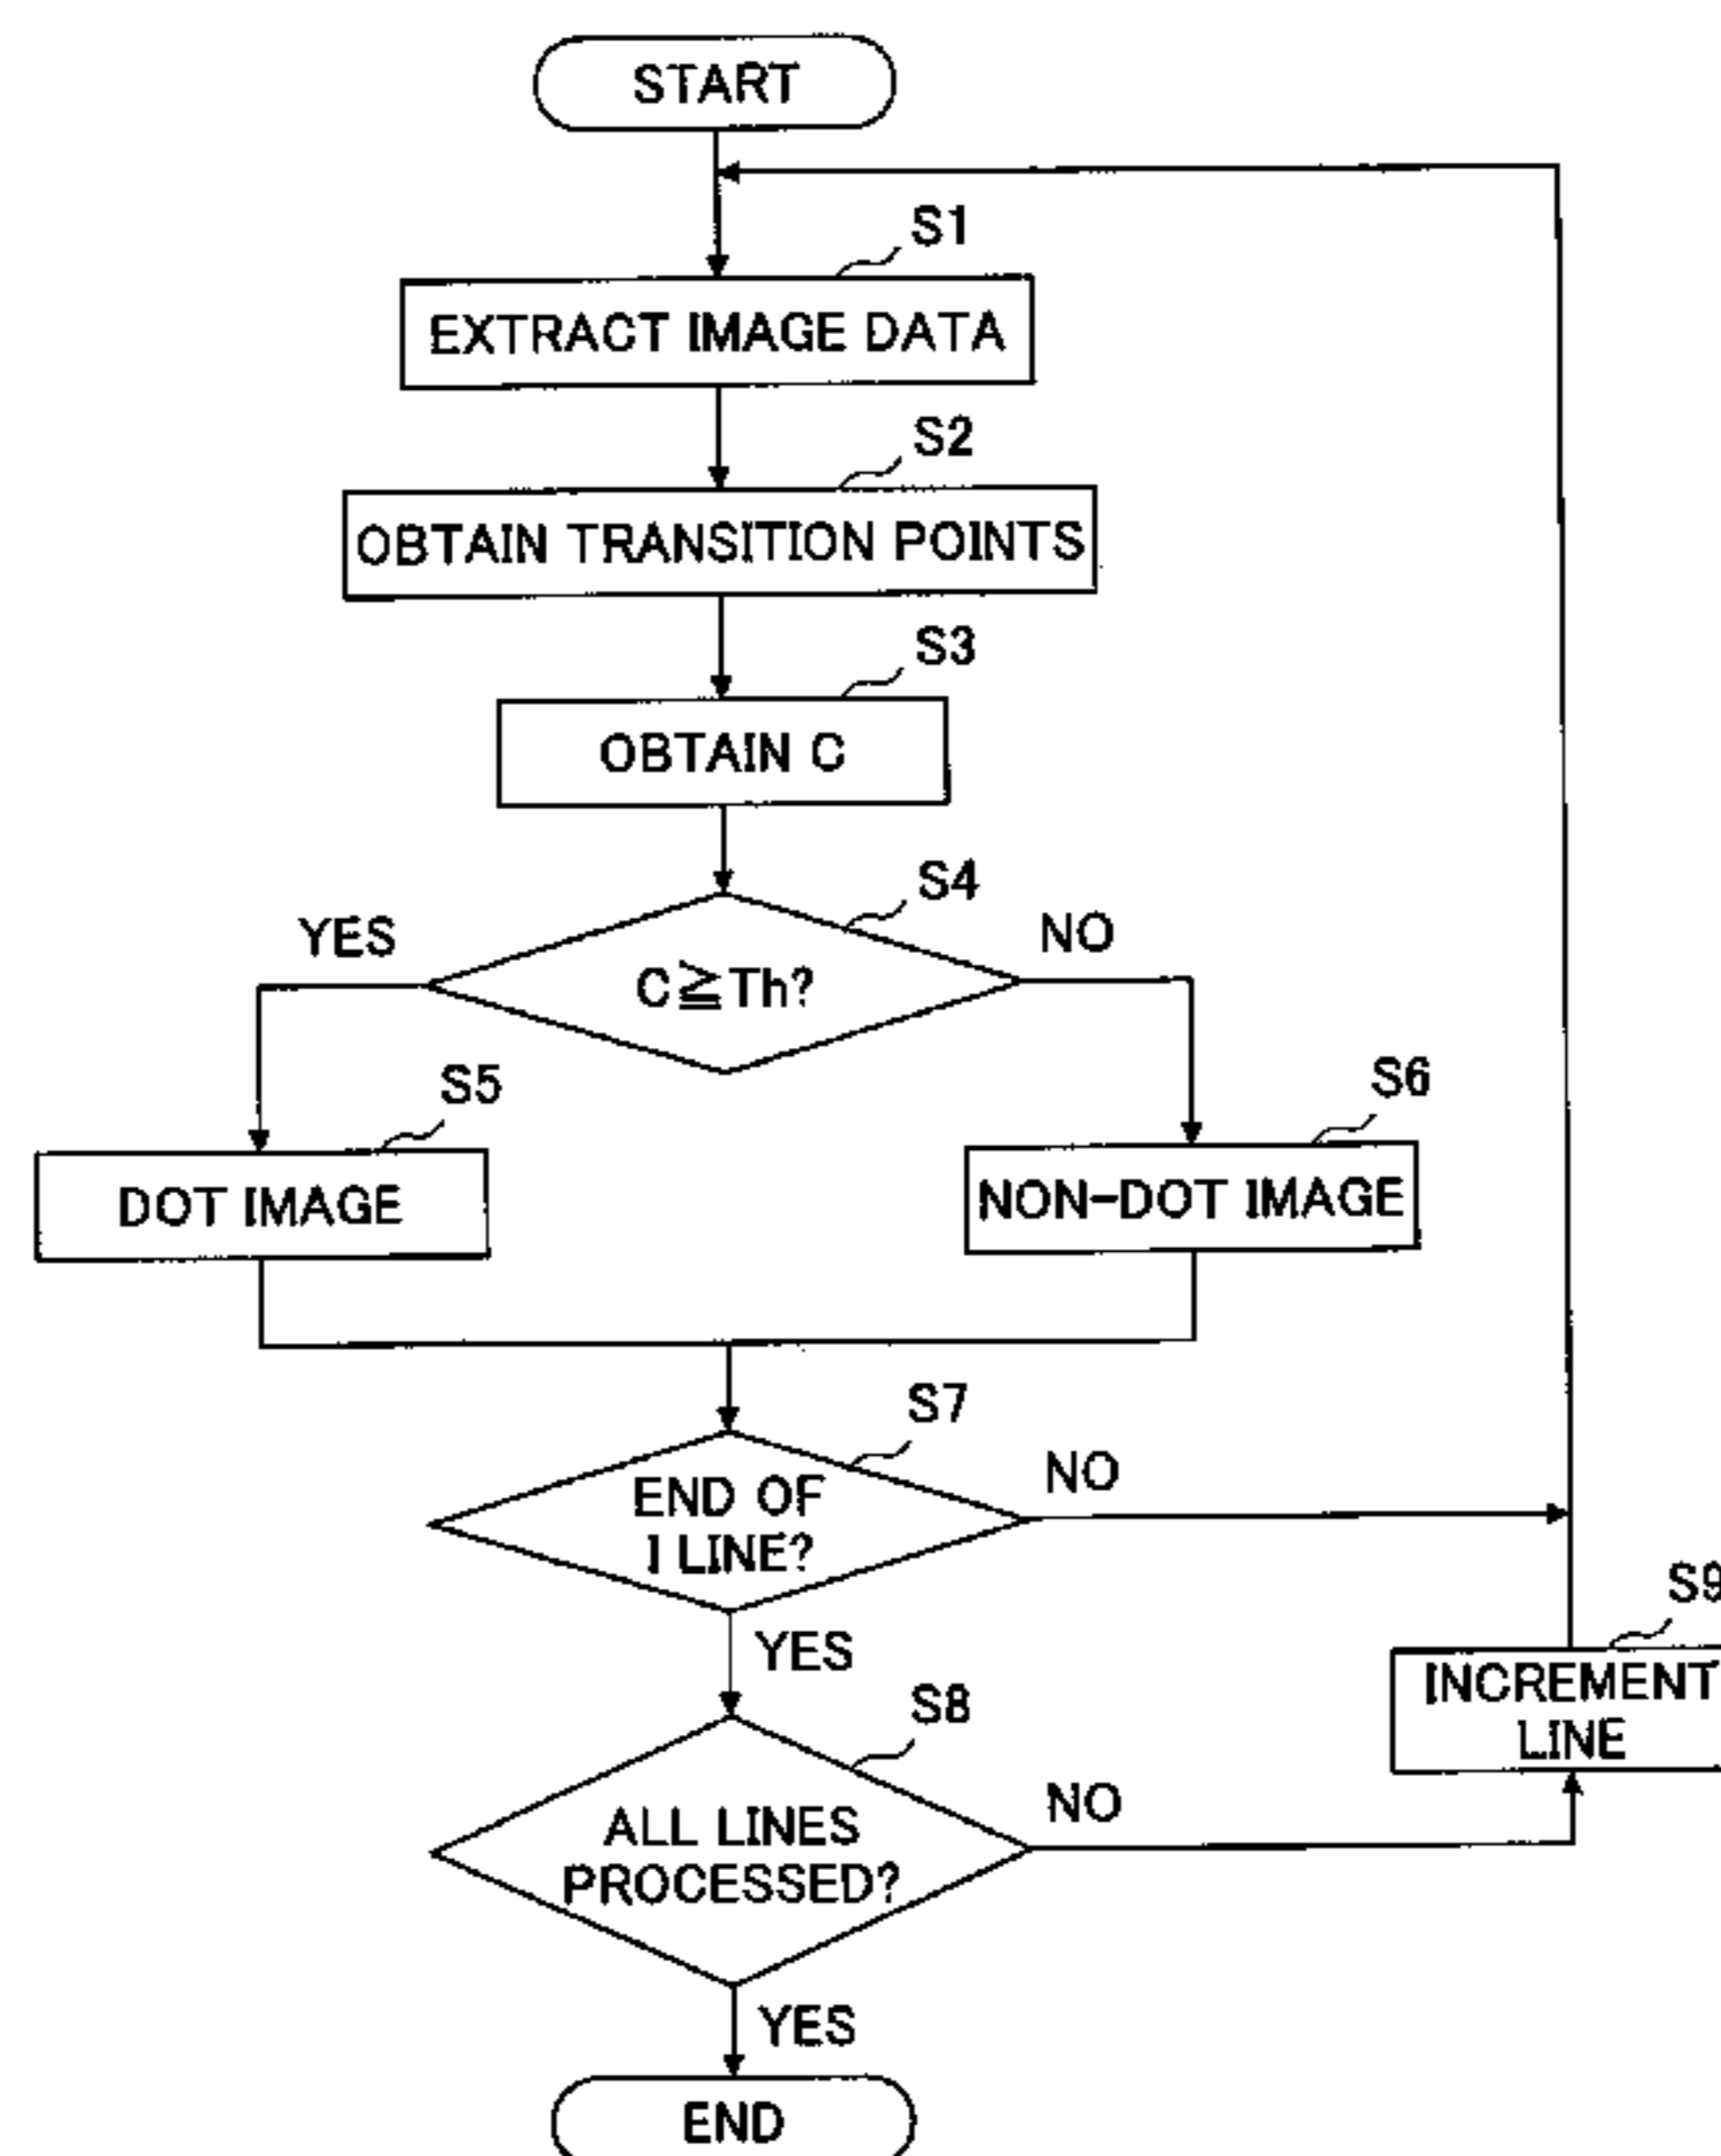 START
S1
EXTRACT IMAGE DATA
S2
OBTAIN TRANSITION POINTS
S3
OBTAIN C
S4
YES
NO
C≧Th?
S5
S6
DOT IMAGE
NON-DOT IMAGE
S7
END OF
1 LINE?
NO
YES
S9
INCREMENT
LINE
S8
ALL LINES
PROCESSED?
NO
YES
END